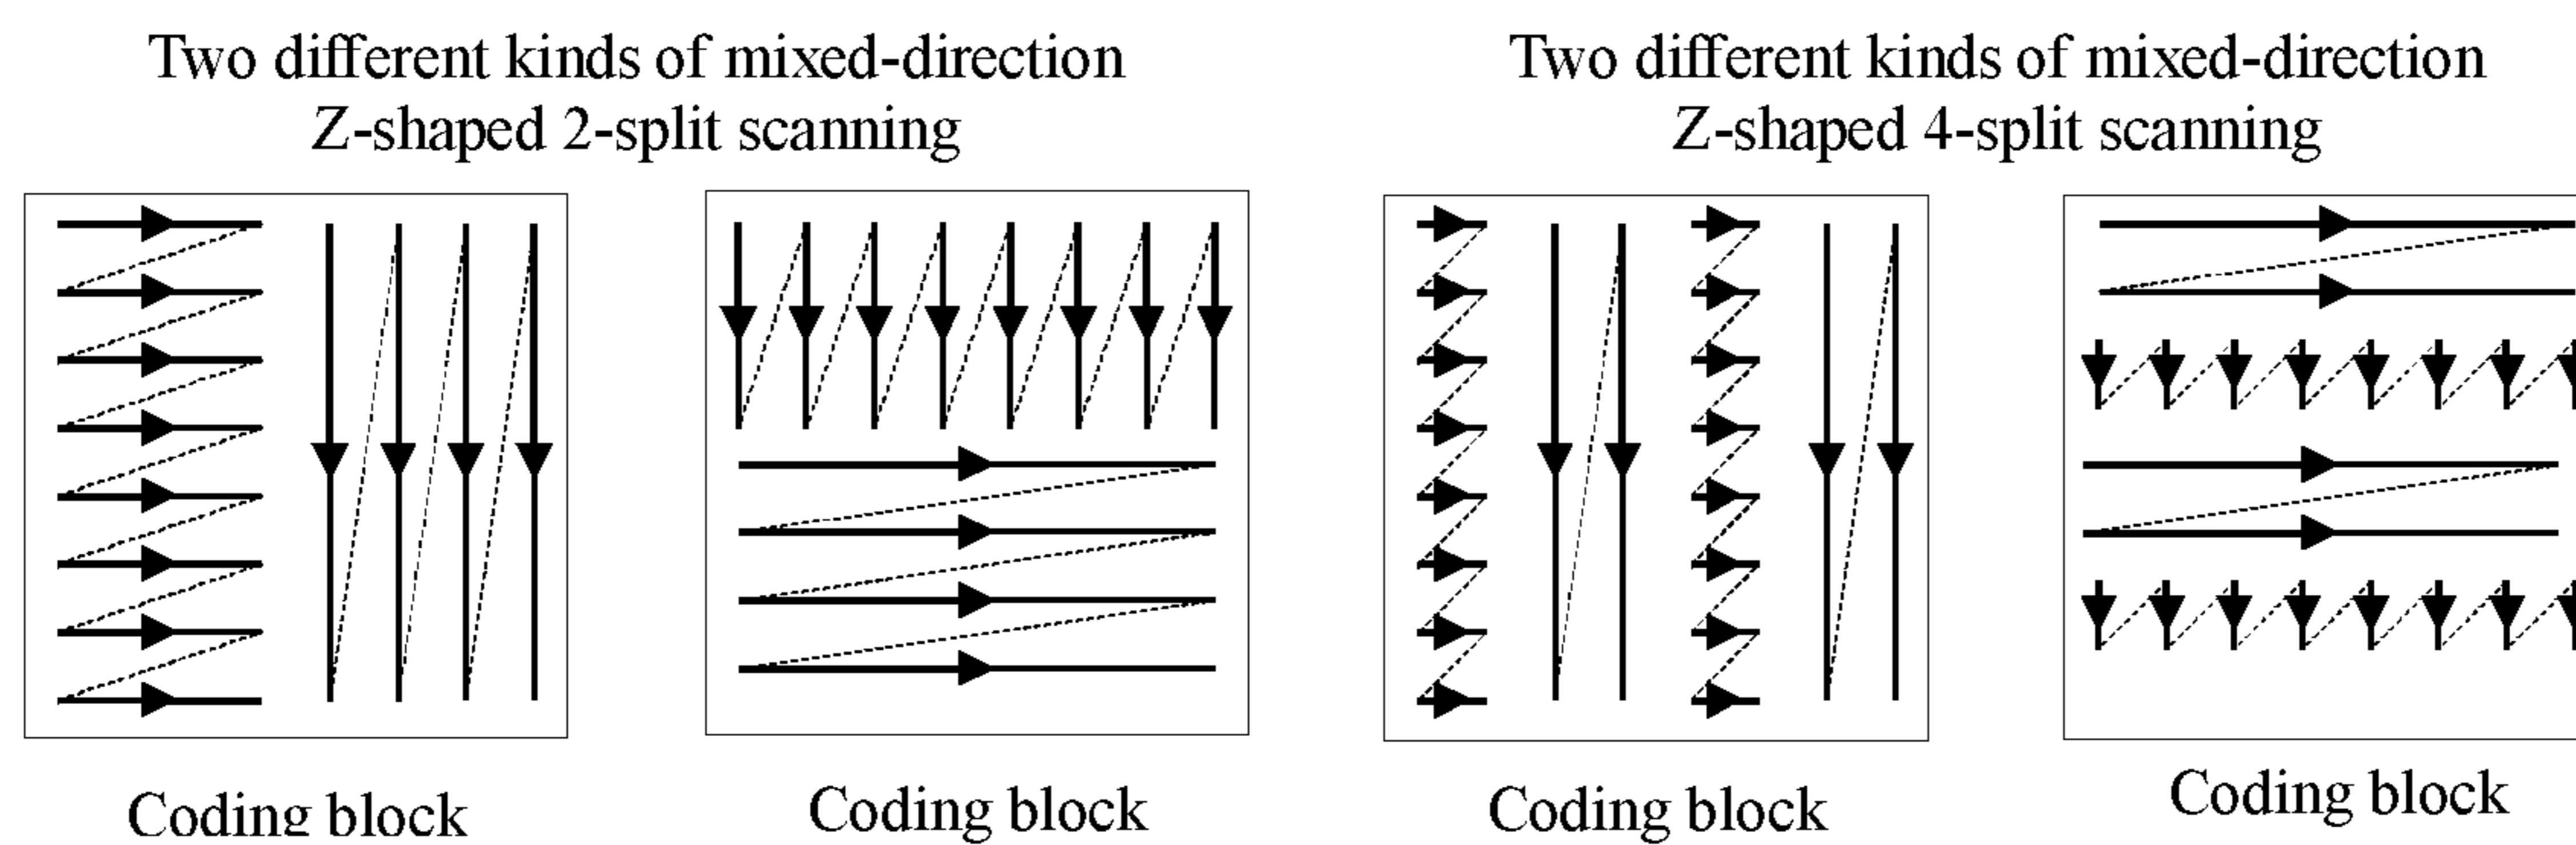 Two different kinds of mixed-direction
Z-shaped 2-split scanning
Two different kinds of mixed-direction
Z-shaped 4-split scanning
Coding block
Coding block
Coding block
Coding block